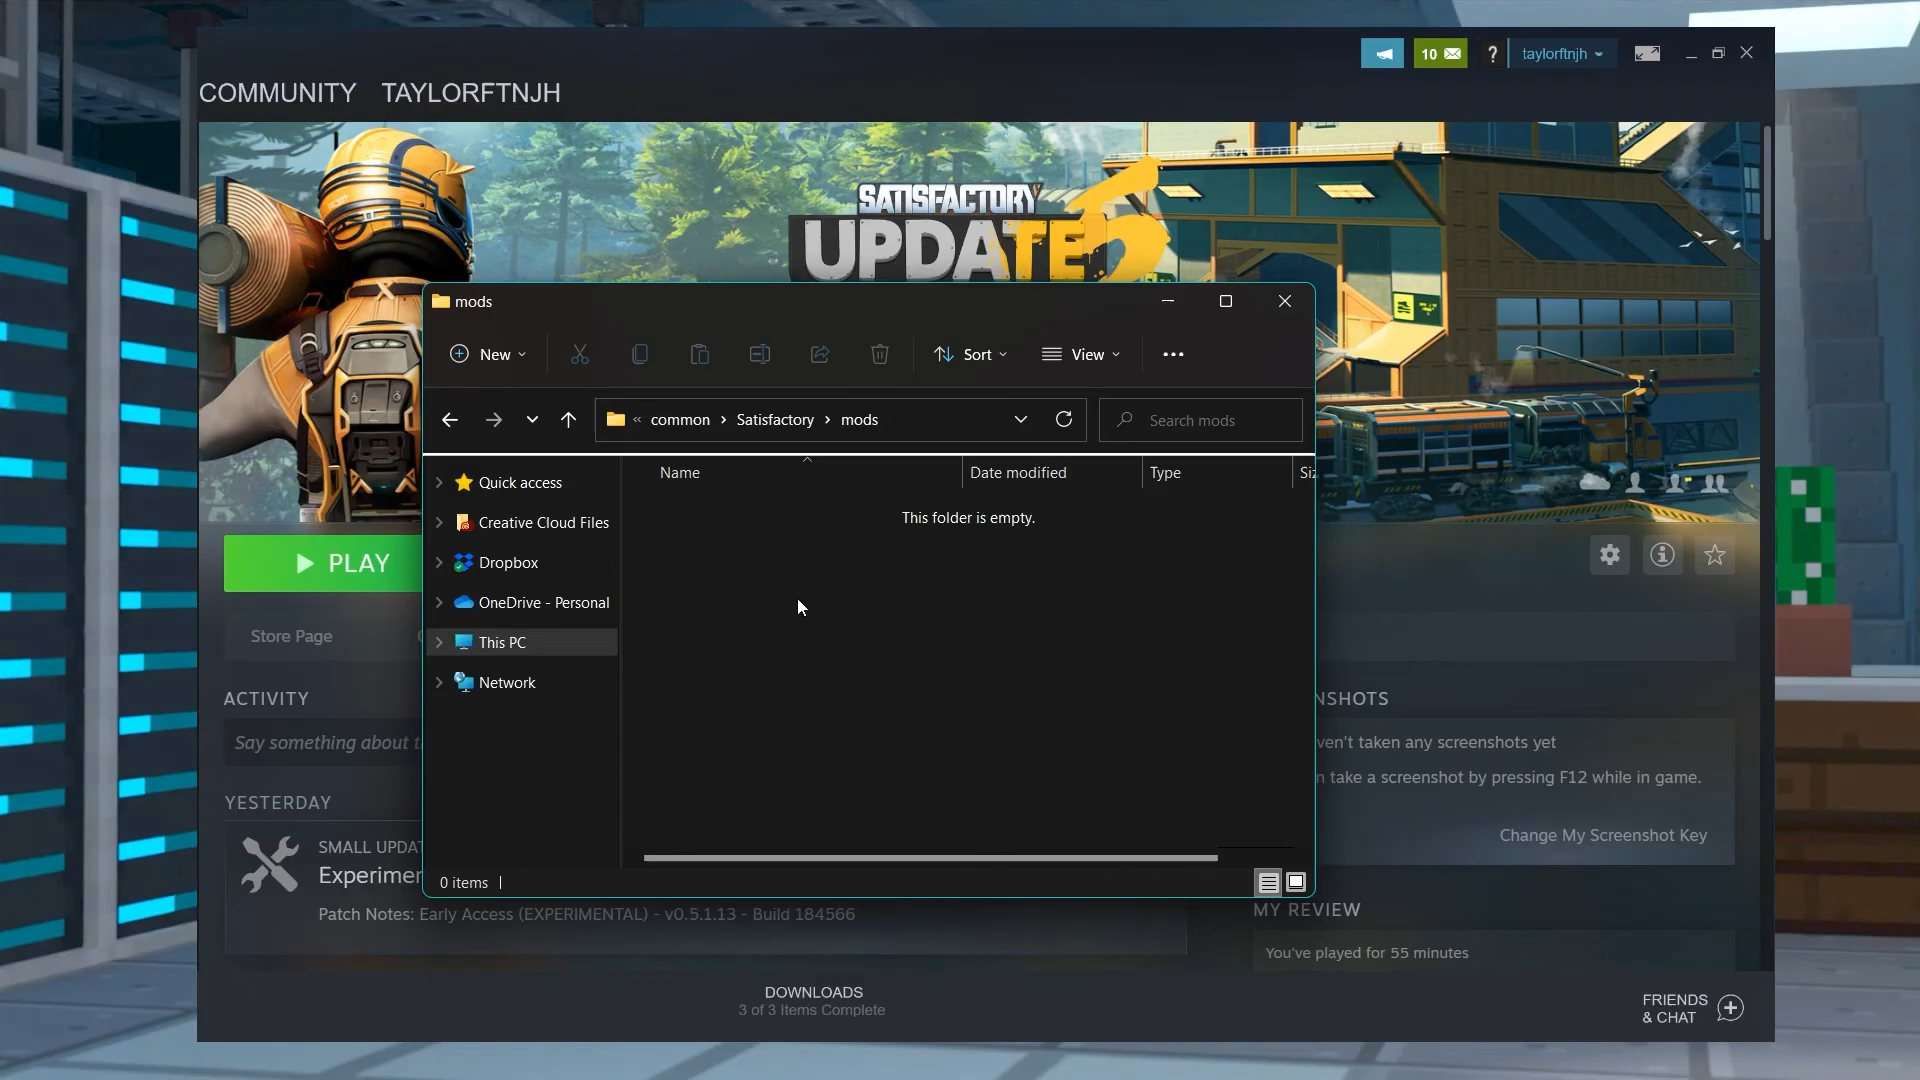 10
?
taylorftnjh
COMMUNITY TAYLORFTNJH
SATISFACTORY
UPDATE 5
mods
New
Sort
View
« common > Satisfactory > mods
Search mods
Name
Date modified
Type
Quick access
Creative Cloud Files
Dropbox
OneDrive - Personal
This PC
Network
This folder is empty.
0 items
PLAY
Store Page
ACTIVITY
Say something about
YESTERDAY
SMALL
Patch Notes: Early Access (EXPERIMENTAL) - v0.5.1.13 - Build 184566
taken any screenshots yet
take a screenshot by pressing F12 while in game.
Change My Screenshot Key
MY REVIEW
You've played for 55 minutes
DOWNLOADS
3 of 3 Items Complete
FRIENDS
& CHAT